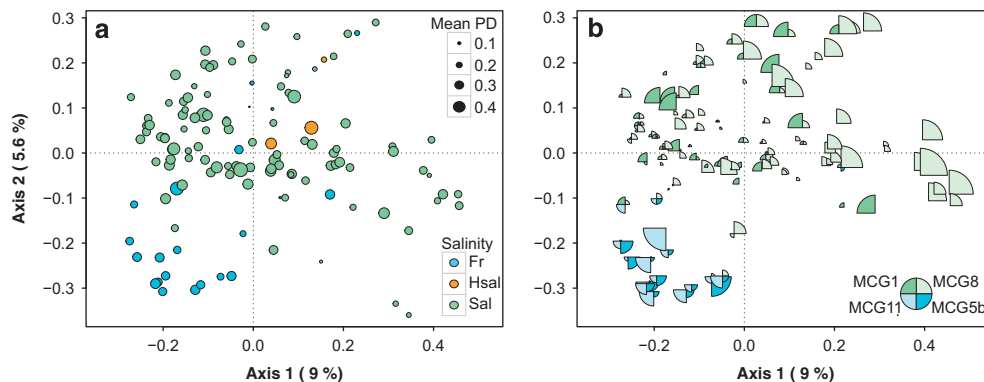 a
Mean PD
0.1
0.2
0.3
0.4
Salinity
Fr
Hsal
Sal
0.3
0.2
0.1
0.0
−0.1
−0.2
−0.3
Axis 2 ( 5.6 %)
−0.2
0.0
0.2
0.4
Axis 1 ( 9 %)
b
MCG1
MCG8
MCG11
MCG5b
0.3
0.2
0.1
0.0
−0.1
−0.2
−0.3
−0.2
0.0
0.2
0.4
Axis 1 ( 9 %)